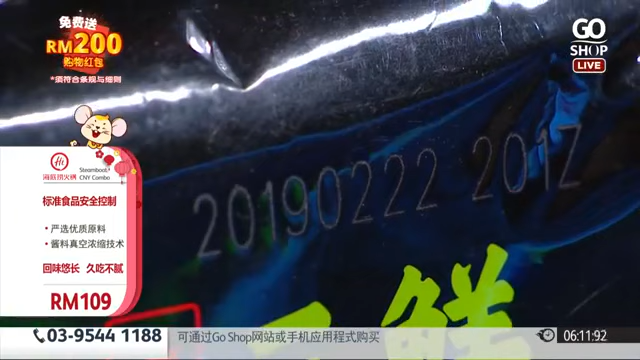 免费送
RM200
购物红包
*须符合条规与细则
GO
SHOP
LIVE
Hi
海底捞火锅
Steamboat
CNY Combo
标准食品安全控制
• 严选优质原料
• 酱料真空浓缩技术
回味悠长 久吃不腻
RM109
20190222 201Z
鲜
03-9544 1188
可通过Go Shop网站或手机应用程式购买
06:11:92